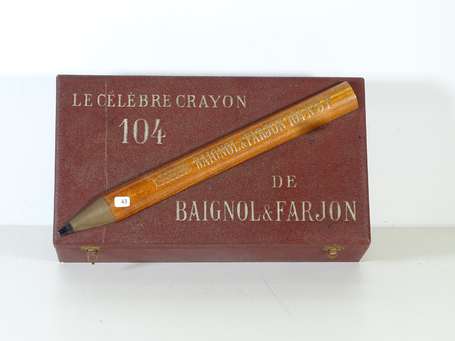 LE CÉLÈBRE CRAYON
104
BAIGNOL & FARJON 104 N°
DE
BAIGNOL & FARJON